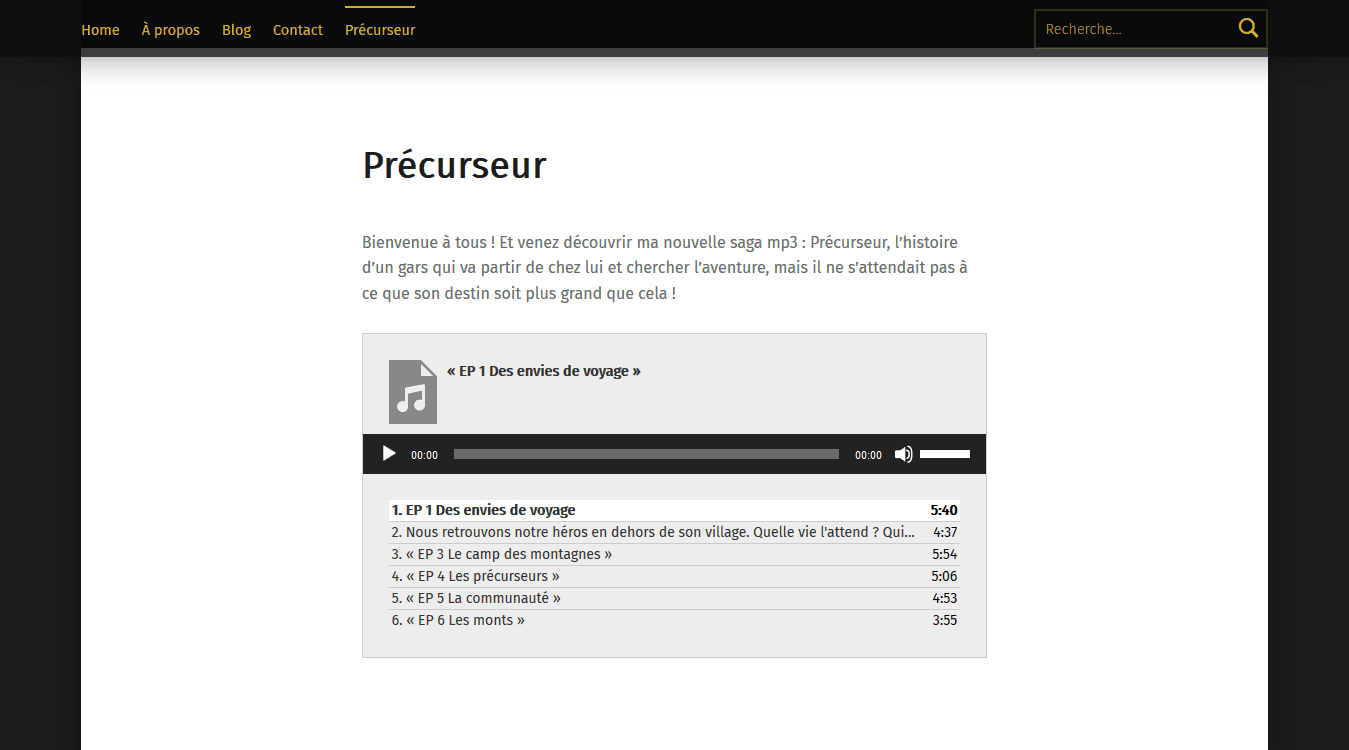 Home À propos Blog Contact Précurseur Recherche...
Précurseur
Bienvenue à tous ! Et venez découvrir ma nouvelle saga mp3 : Précurseur, l’histoire
d’un gars qui va partir de chez lui et chercher l’aventure, mais il ne s’attendait pas à
ce que son destin soit plus grand que cela !
« EP 1 Des envies de voyage »
00:00 00:00
1. EP 1 Des envies de voyage 5:40
2. Nous retrouvons notre héros en dehors de son village. Quelle vie l'attend ? Qui... 4:37
3. « EP 3 Le camp des montagnes » 5:54
4. « EP 4 Les précurseurs » 5:06
5. « EP 5 La communauté » 4:53
6. « EP 6 Les monts » 3:55